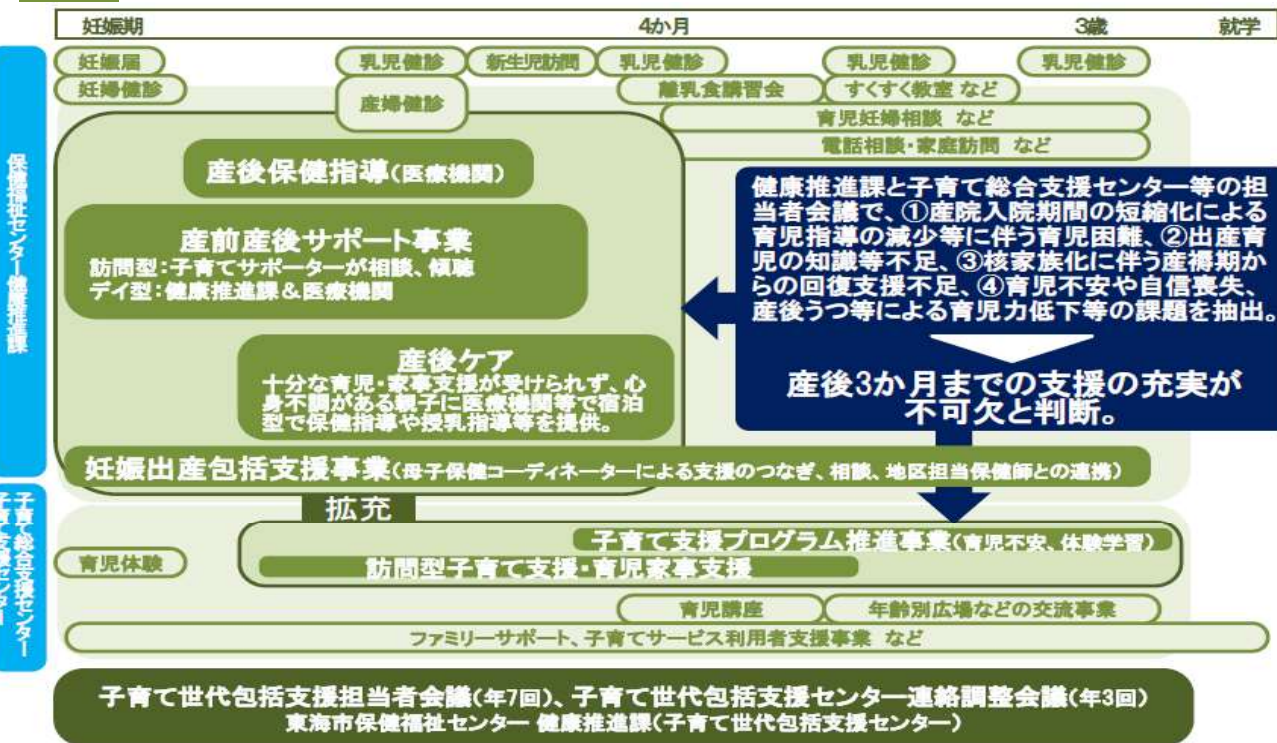 妊娠期 4か月 3歳 就学
保健福祉センター健康推進課
妊娠届 乳児健診 新生児訪問 乳児健診 乳児健診 乳児健診
妊婦健診 産婦健診 離乳食講習会 すくすく教室 など
育児妊婦相談 など
電話相談・家庭訪問 など
産後保健指導(医療機関)
産前産後サポート事業
訪問型:子育てサポーターが相談、傾聴
デイ型:健康推進課&医療機関
産後ケア
十分な育児・家事支援が受けられず、心
身不調がある親子に医療機関等で宿泊
型で保健指導や授乳指導等を提供。
健康推進課と子育て総合支援センター等の担
当者会議で、①産院入院期間の短縮化による
育児指導の減少等に伴う育児困難、②出産育
児の知識等不足、③核家族化に伴う産褥期か
らの回復支援不足、④育児不安や自信喪失、
産後うつ等による育児力低下等の課題を抽出。
産後3か月までの支援の充実が
不可欠と判断。
妊娠出産包括支援事業(母子保健コーディネーターによる支援のつなぎ、相談、地区担当保健師との連携)
子育て総合支援センター
子育て支援センター
拡充
子育て支援プログラム推進事業(育児不安、体験学習)
育児体験
訪問型子育て支援・育児家事支援
育児講座 年齢別広場などの交流事業
ファミリーサポート、子育てサービス利用者支援事業 など
子育て世代包括支援担当者会議(年7回)、子育て世代包括支援センター連絡調整会議(年3回)
東海市保健福祉センター 健康推進課(子育て世代包括支援センター)